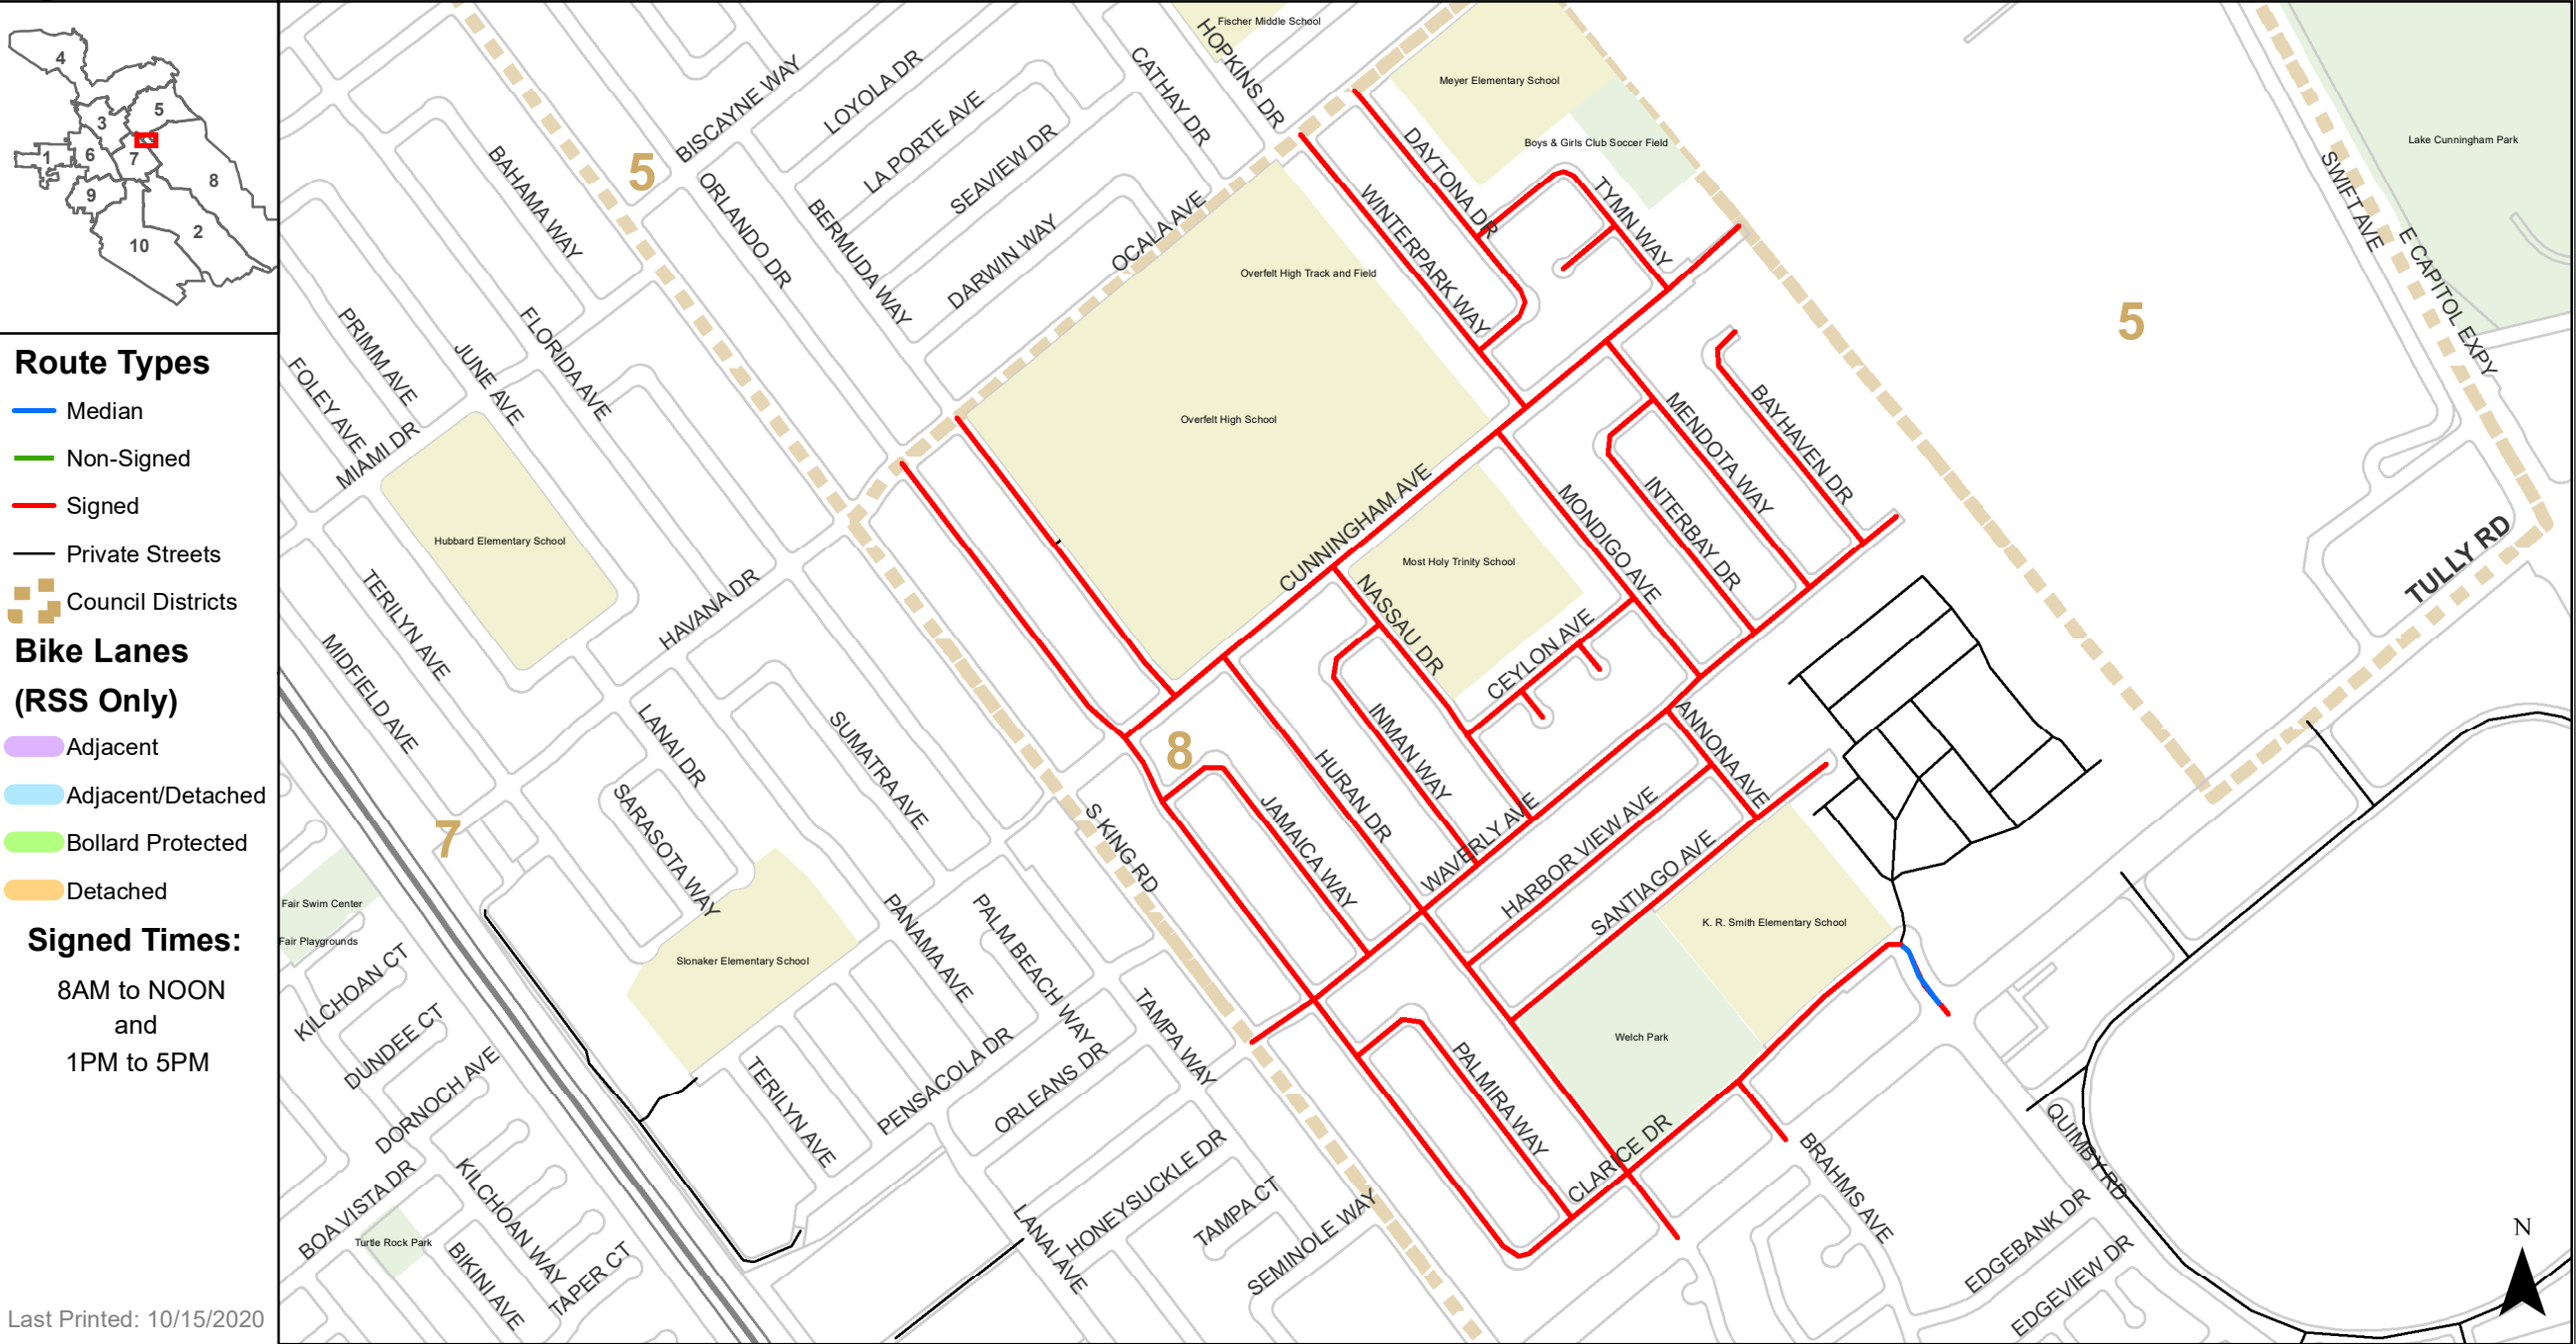 4
5
3
1
6
7
8
9
2
10
Route Types
Median
Non-Signed
Signed
Private Streets
Council Districts
Bike Lanes
(RSS Only)
Adjacent
Adjacent/Detached
Bollard Protected
Detached
Signed Times:
8AM to NOON
and
1PM to 5PM
Last Printed: 10/15/2020
Fischer Middle School
HOPKINS DR
CATHAY DR
BISCAYNE WAY
LOYOLA DR
LA PORTE AVE
SEAVIEW DR
DARWIN WAY
OCALA AVE
BAHAMA WAY
5
ORLANDO DR
BERMUDA WAY
Meyer Elementary School
Boys & Girls Club Soccer Field
Lake Cunningham Park
SWIFT AVE
E CAPITOL EXPY
5
TULLY RD
DAYTONA DR
TYMN WAY
WINTERPARK WAY
Overfelt High Track and Field
Overfelt High School
PRIMM AVE
FOLEY AVE
JUNE AVE
FLORIDA AVE
MIAMI DR
Hubbard Elementary School
CUNNINGHAM AVE
Most Holy Trinity School
MENDOTA WAY
BAYHAVEN DR
MONDIGO AVE
INTERBAY DR
NASSAU DR
CEYLON AVE
TERILYN AVE
MIDFIELD AVE
HAVANA DR
LANAI DR
SUMATRA AVE
SARASOTA WAY
7
8
S KING RD
INMAN WAY
HURAN DR
JAMAICA WAY
WAVERLY AVE
ANNONA AVE
HARBOR VIEW AVE
SANTIAGO AVE
K. R. Smith Elementary School
Fair Swim Center
Fair Playgrounds
KILCHOAN CT
DUNDEE CT
DORNOCH AVE
Slonaker Elementary School
PANAMA AVE
PALM BEACH WAY
TAMPA WAY
TERILYN AVE
PENSACOLA DR
ORLEANS DR
Welch Park
PALMIRA WAY
CLARICE DR
BRAHMS AVE
QUIMBY RD
BOA VISTA DR
KILCHOAN WAY
Turtle Rock Park
BIKINI AVE
TAPER CT
LANAI AVE
HONEYSUCKLE DR
TAMPA CT
SEMINOLE WAY
EDGEBANK DR
EDGEVIEW DR
N